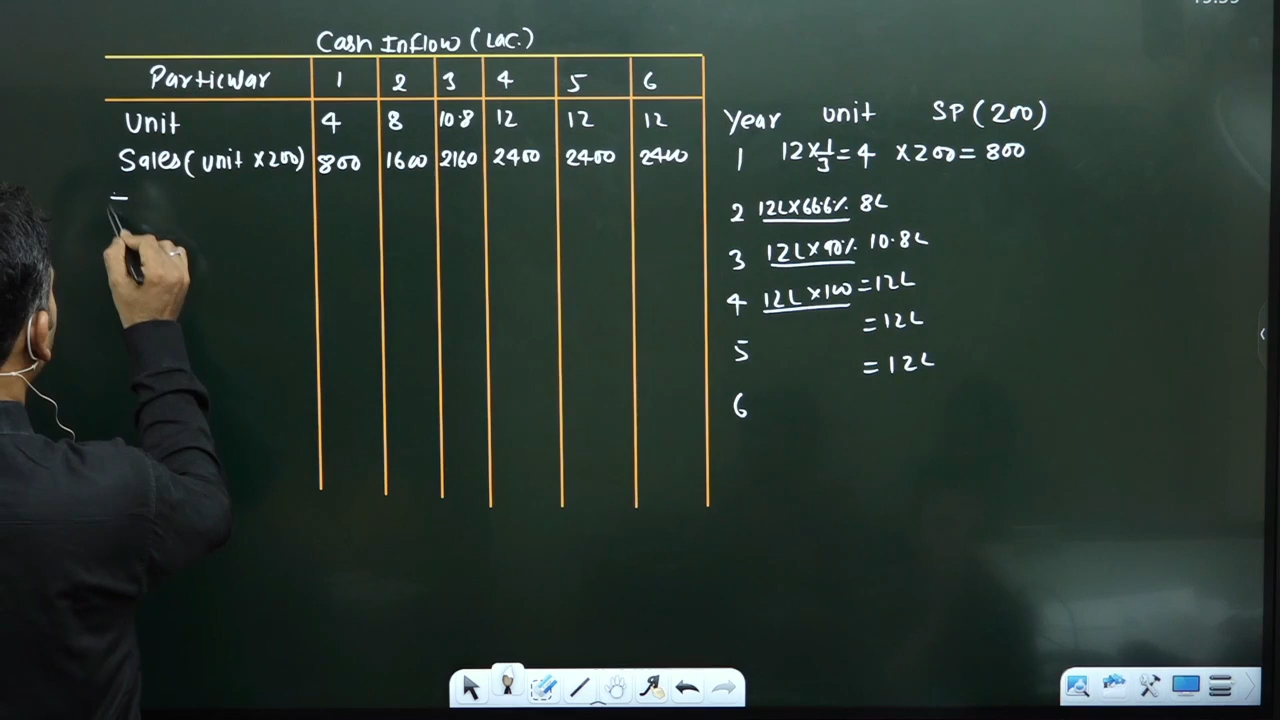 Cash Inflow (Lac.)
Particular 1 2 3 4 5 6
Unit 4 8 10.8 12 12 12
Sales (unit x200) 800 1600 2160 2400 2400 2400
Year unit SP (200)
1 12 x 1/3 = 4 x 200 = 800
2 12L x 66.6% 8L
3 12L x 90% 10.8L
4 12L x 100 = 12L
5 = 12L
6 = 12L